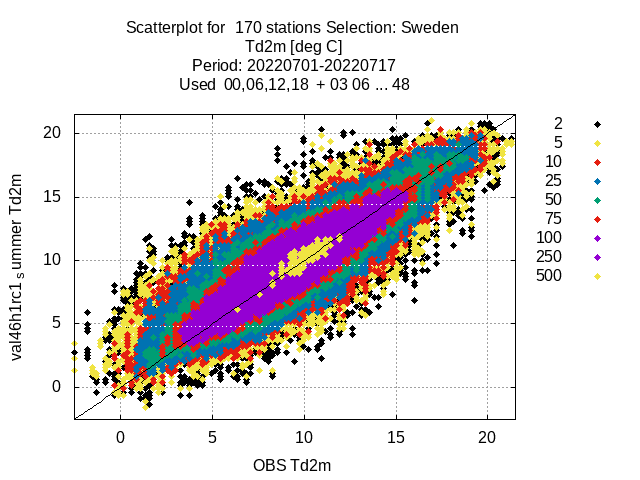 Scatterplot for 170 stations Selection: Sweden
Td2m [deg C]
Period: 20220701-20220717
Used 00,06,12,18 + 03 06 ... 48
val46h1rc1 s ummer Td2m
20
15
10
5
0
0 5 10 15 20
OBS Td2m
2
5
10
25
50
75
100
250
500